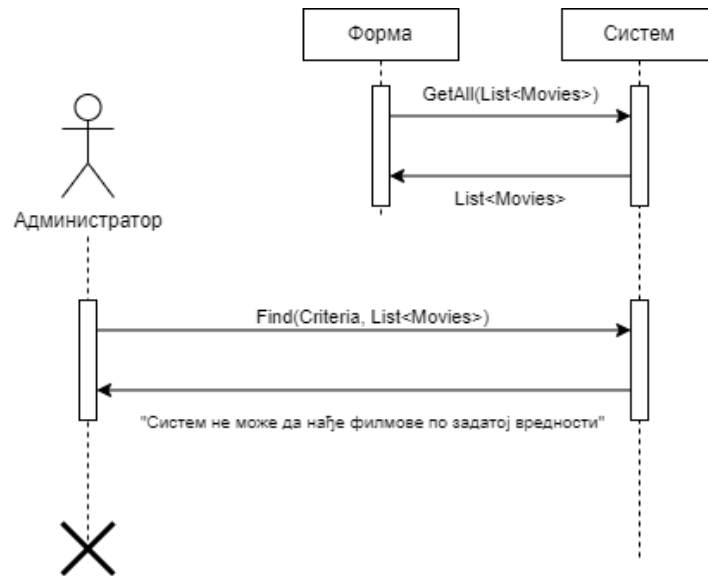 Форма
Систем
GetAll(List<Movies>)
List<Movies>
Администратор
Find(Criteria, List<Movies>)
"Систем не може да нађе филмове по задатој вредности"